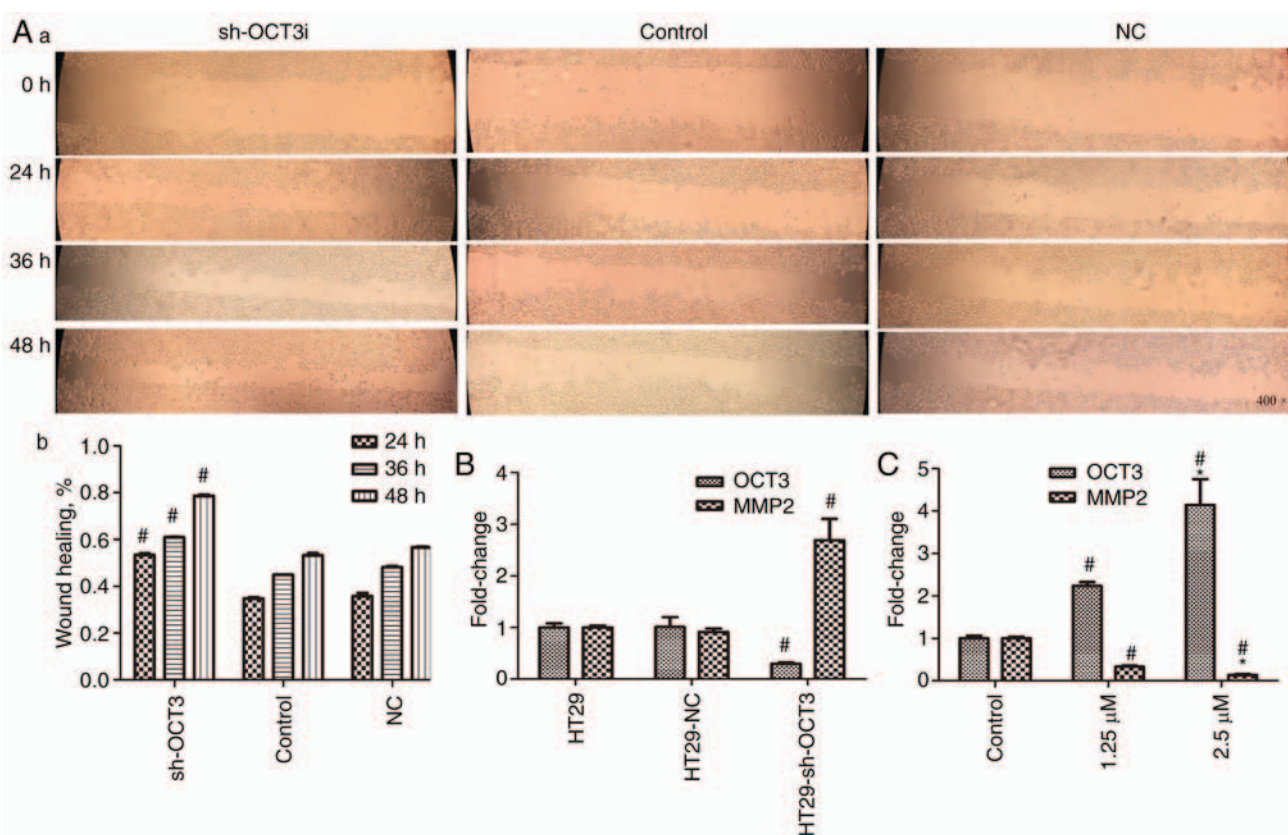 A a
sh-OCT3i
Control
NC
0 h
24 h
36 h
48 h
400 ×
b
Wound healing, %
1.0
0.8
0.6
0.4
0.2
0.0
24 h
36 h
48 h
# # #
sh-OCT3
Control
NC
B
Fold-change
4
3
2
1
0
OCT3
MMP2
#
#
HT29
HT29-NC
HT29-sh-OCT3
C
Fold-change
5
4
3
2
1
0
OCT3
MMP2
#
#
#
*
#
*
Control
1.25 µM
2.5 µM